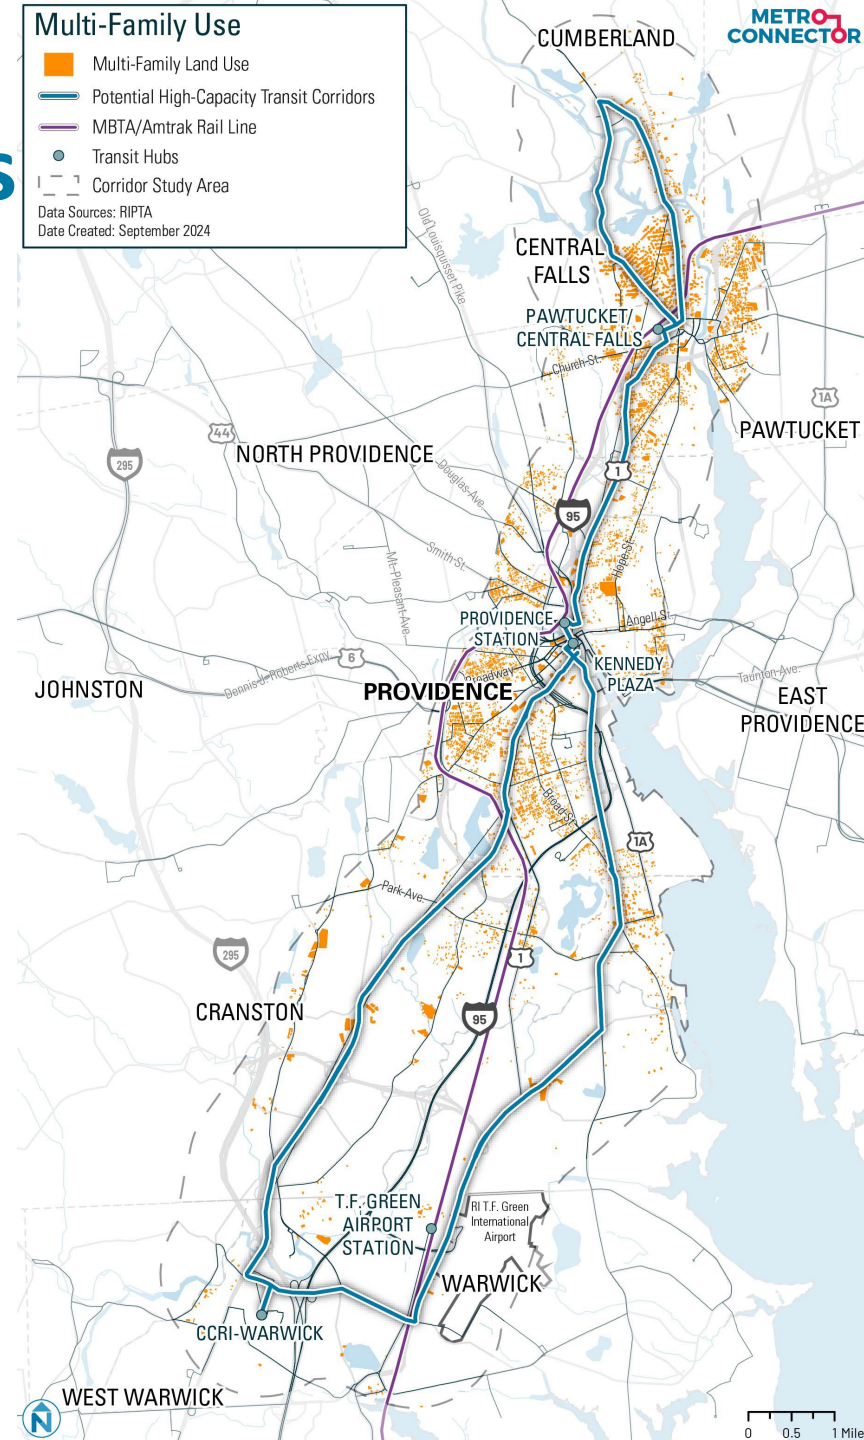 Multi-Family Use
Multi-Family Land Use
Potential High-Capacity Transit Corridors
MBTA/Amtrak Rail Line
Transit Hubs
Corridor Study Area
Data Sources: RIPTA
Date Created: September 2024
S
METRO
CONNECTOR
CUMBERLAND
Old Louisquisset Pike
CENTRAL
FALLS
PAWTUCKET/
CENTRAL FALLS
Church St.
1A
PAWTUCKET
44
295
NORTH PROVIDENCE
1
Douglas Ave.
95
Smith St.
Hope St.
Mt. Pleasant Ave.
PROVIDENCE
STATION
Angell St.
6
KENNEDY
PLAZA
Taunton Ave.
Dennis J. Roberts Expy
Broadway
JOHNSTON
PROVIDENCE
EAST
PROVIDENCE
Broad St.
1A
Park Ave.
295
1
CRANSTON
95
T.F. GREEN
AIRPORT
STATION
RI T.F. Green
International
Airport
WARWICK
CCRI-WARWICK
WEST WARWICK
N
0 0.5 1 Mile